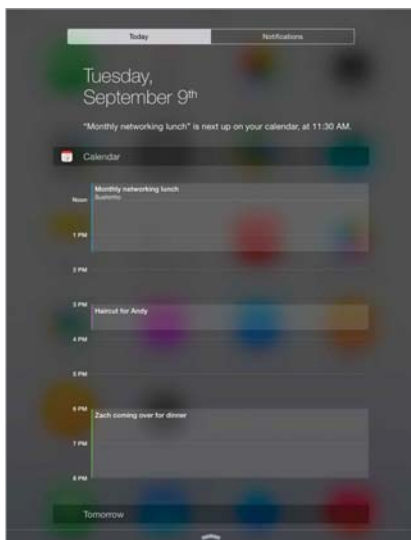 Today
Notifications
Tuesday,
September 9th
"Monthly networking lunch" is next up on your calendar, at 11:30 AM.
Calendar
Monthly networking lunch
Noon
1 PM
2 PM
3 PM
Haircut for Andy
4 PM
5 PM
6 PM
Zach coming over for dinner
7 PM
8 PM
Tomorrow